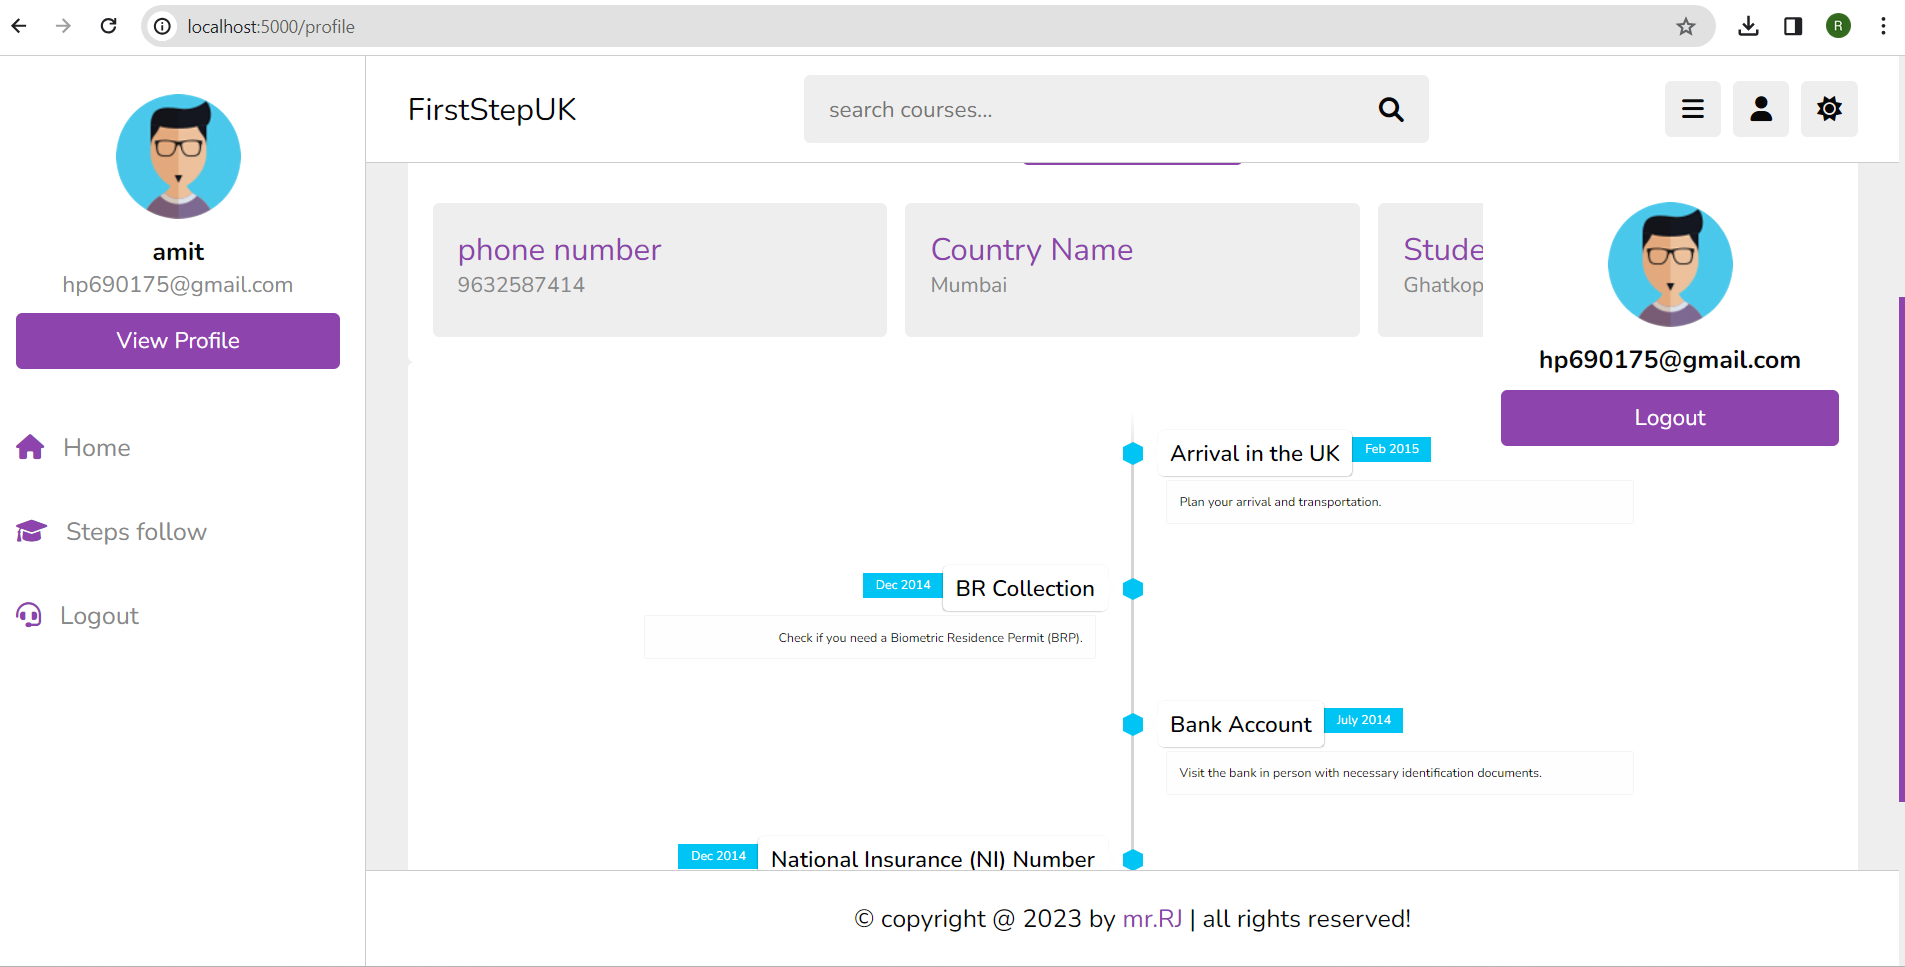 localhost:5000/profile
R
amit
hp690175@gmail.com
View Profile
Home
Steps follow
Logout
FirstStepUK
search courses...
phone number
9632587414
Country Name
Mumbai
Stude
Ghatkop
hp690175@gmail.com
Logout
Arrival in the UK Feb 2015
Plan your arrival and transportation.
Dec 2014 BR Collection
Check if you need a Biometric Residence Permit (BRP).
Bank Account July 2014
Visit the bank in person with necessary identification documents.
Dec 2014 National Insurance (NI) Number
© copyright @ 2023 by mr.RJ | all rights reserved!